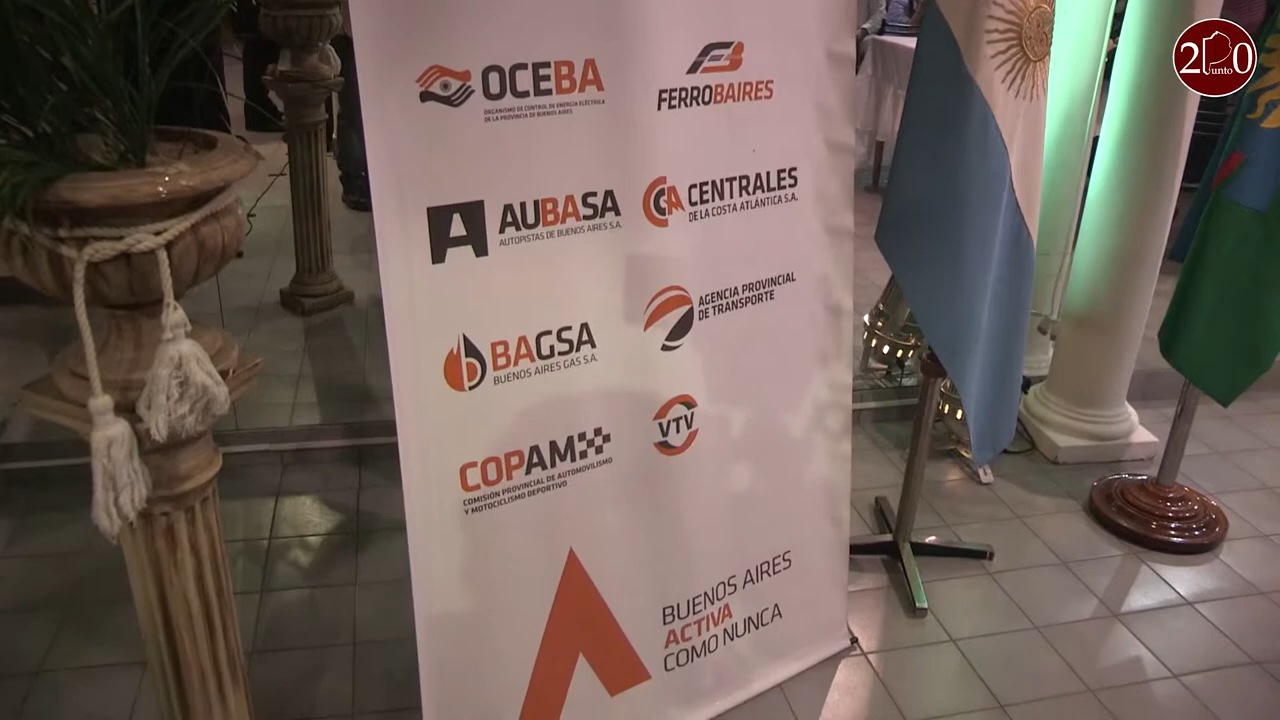 OCEBA
ORGANISMO DE CONTROL DE ENERGÍA ELÉCTRICA
DE LA PROVINCIA DE BUENOS AIRES
FERROBAIRES
A
AUBASA
AUTOPISTAS DE BUENOS AIRES S.A.
CENTRALES
DE LA COSTA ATLÁNTICA S.A.
BAGSA
BUENOS AIRES GAS S.A.
AGENCIA PROVINCIAL
DE TRANSPORTE
COPAM
COMISIÓN PROVINCIAL DE AUTOMOVILISMO
Y MOTOCICLISMO DEPORTIVO
VTV
BUENOS AIRES
ACTIVA
COMO NUNCA
2Punto0